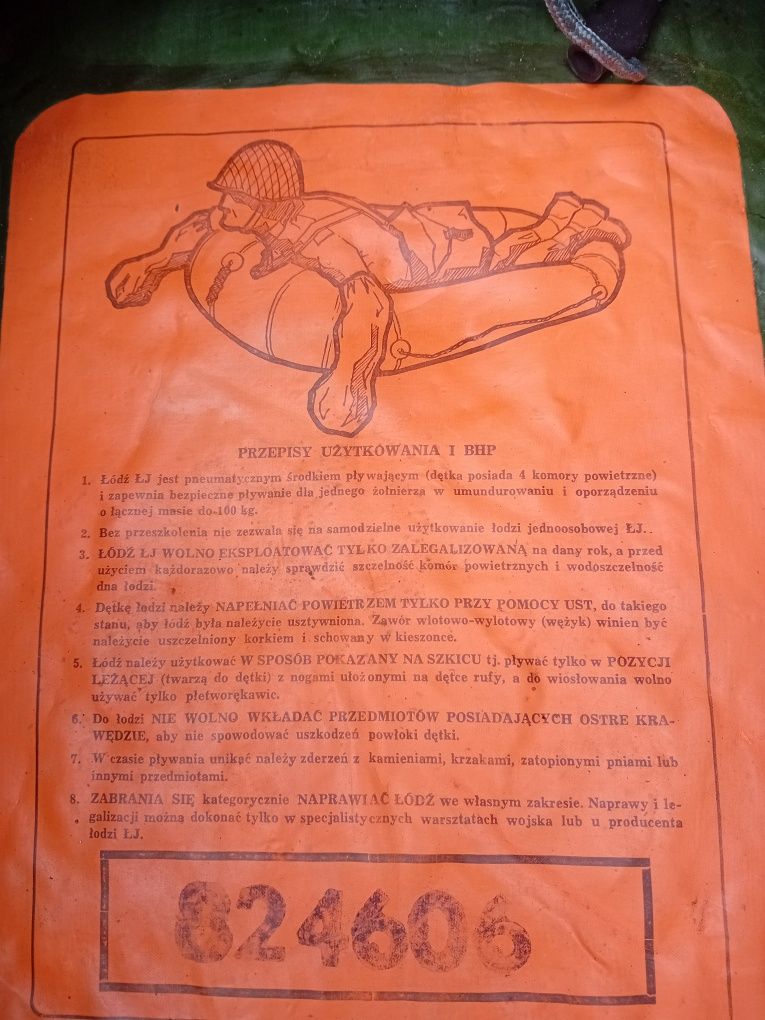 PRZEPISY UŻYTKOWANIA I BHP
1. Łódź ŁJ jest pneumatycznym środkiem pływającym (dętka posiada 4 komory powietrzne)
i zapewnia bezpieczne pływanie dla jednego żołnierza w umundurowaniu i oporządzeniu
o łącznej masie do 100 kg.
2. Bez przeszkolenia nie zezwala się na samodzielne użytkowanie łodzi jednoosobowej ŁJ.
3. ŁÓDŹ ŁJ WOLNO EKSPLOATOWAĆ TYLKO ZALEGALIZOWANĄ na dany rok, a przed
użyciem każdorazowo należy sprawdzić szczelność komór powietrznych i wodoszczelność
dna łodzi.
4. Dętkę łodzi należy NAPEŁNIAĆ POWIETRZEM TYLKO PRZY POMOCY UST, do takiego
stanu, aby łódź była należycie usztywniona. Zawór wlotowo-wylotowy (wężyk) winien być
należycie uszczelniony korkiem i schowany w kieszonce.
5. Łódź należy użytkować W SPOSÓB POKAZANY NA SZKICU tj. pływać tylko w POZYCJI
LEŻĄCEJ (twarzą do dętki) z nogami ułożonymi na dętce rufy, a do wiosłowania wolno
używać tylko płetworękawic.
6. Do łodzi NIE WOLNO WKŁADAĆ PRZEDMIOTÓW POSIADAJĄCYCH OSTRE KRA-
WĘDZIE, aby nie spowodować uszkodzeń powłoki dętki.
7. W czasie pływania unikać należy zderzeń z kamieniami, krzakami, zatopionymi pniami lub
innymi przedmiotami.
8. ZABRANIA SIĘ kategorycznie NAPRAWIAĆ ŁÓDŹ we własnym zakresie. Naprawy i le-
galizacji można dokonać tylko w specjalistycznych warsztatach wojska lub u producenta
łodzi ŁJ.
824606